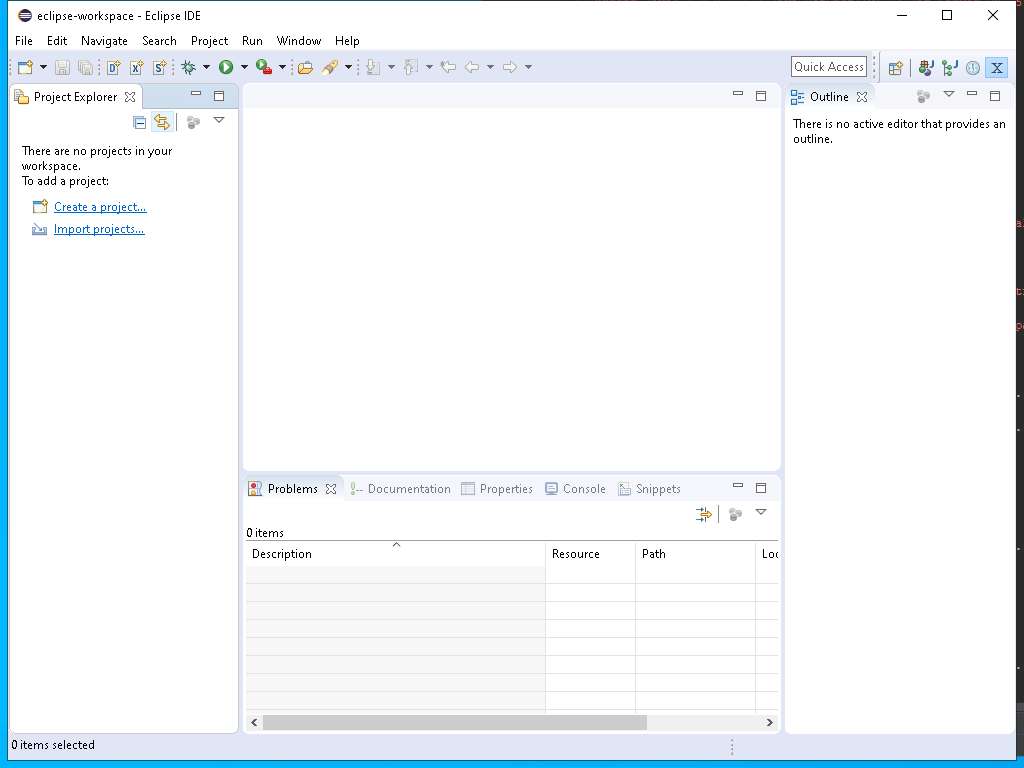 eclipse-workspace - Eclipse IDE
File Edit Navigate Search Project Run Window Help
Quick Access
Project Explorer
There are no projects in your
workspace.
To add a project:
Create a project...
Import projects...
Outline
There is no active editor that provides an
outline.
Problems Documentation Properties Console Snippets
0 items
Description Resource Path Loc
0 items selected